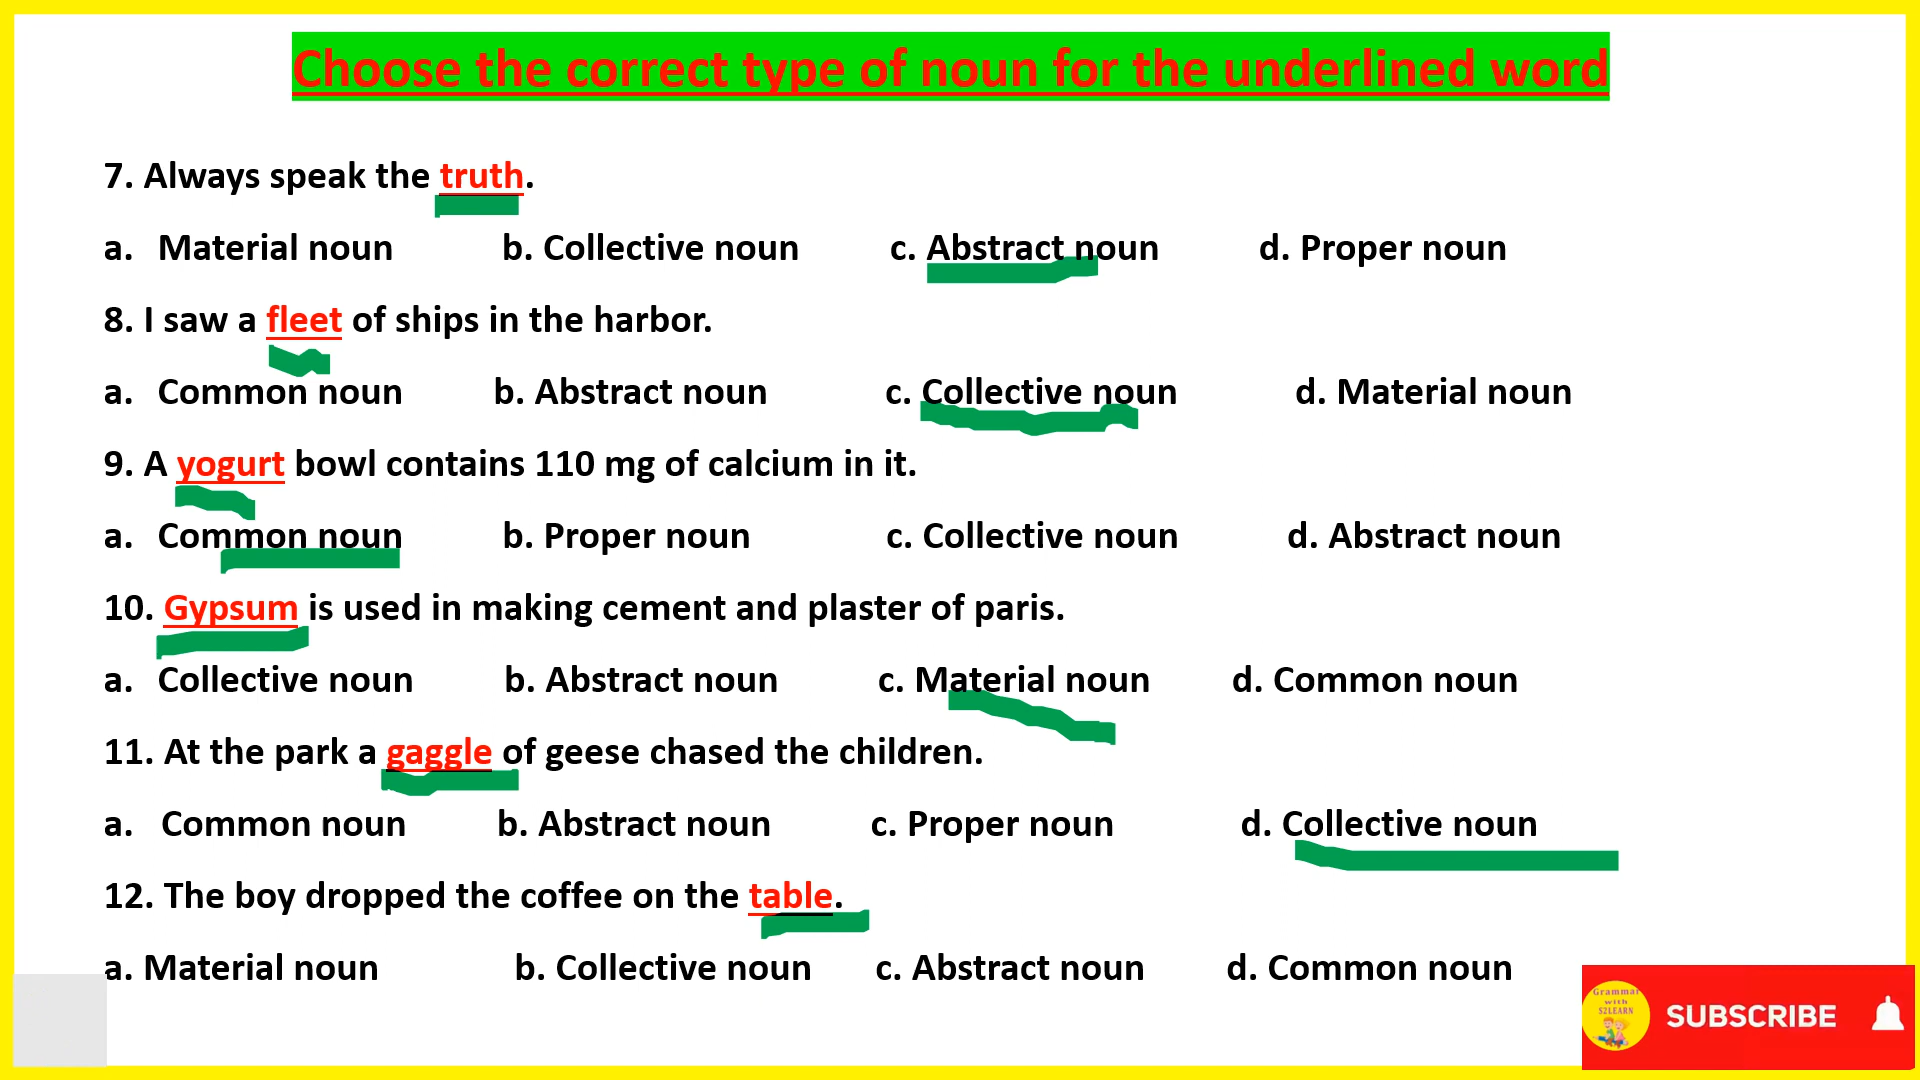 Choose the correct type of noun for the underlined word
7. Always speak the truth.
a. Material noun b. Collective noun c. Abstract noun d. Proper noun
8. I saw a fleet of ships in the harbor.
a. Common noun b. Abstract noun c. Collective noun d. Material noun
9. A yogurt bowl contains 110 mg of calcium in it.
a. Common noun b. Proper noun c. Collective noun d. Abstract noun
10. Gypsum is used in making cement and plaster of paris.
a. Collective noun b. Abstract noun c. Material noun d. Common noun
11. At the park a gaggle of geese chased the children.
a. Common noun b. Abstract noun c. Proper noun d. Collective noun
12. The boy dropped the coffee on the table.
a. Material noun b. Collective noun c. Abstract noun d. Common noun
Grammar
with
S2LEARN
SUBSCRIBE